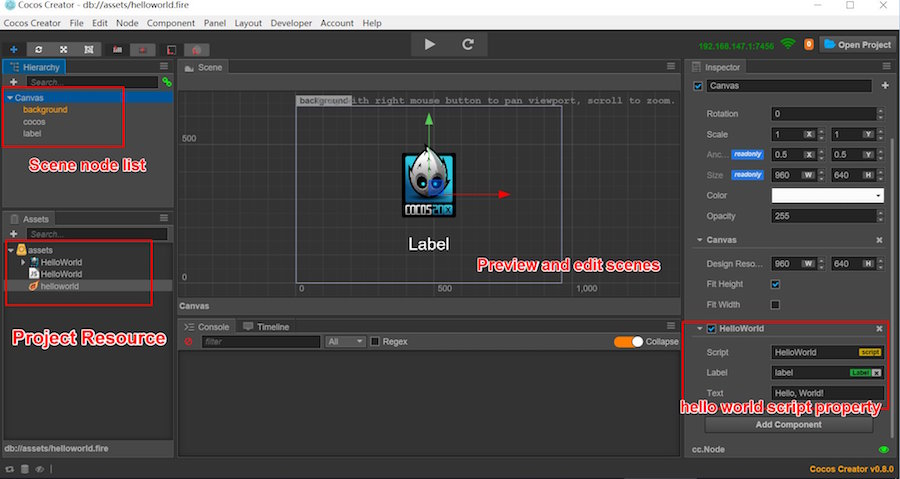 Cocos Creator - db://assets/helloworld.fire
Cocos Creator File Edit Node Component Panel Layout Developer Account Help
192.168.147.1:7456 0 Open Project
Hierarchy
Search...
Canvas
background
cocos
label
Scene node list
Assets
Search...
assets
HelloWorld
JS HelloWorld
helloworld
Project Resource
db://assets/helloworld.fire
Scene
background with right mouse button to pan viewport, scroll to zoom.
500
COCOS2DX
Label
Preview and edit scenes
0
0 500 1,000
Canvas
Console Timeline
filter All Regex Collapse
Inspector
Canvas
Rotation 0
Scale 1 X 1 Y
Anc... readonly 0.5 X 0.5 Y
Size readonly 960 W 640 H
Color
Opacity 255
Canvas
Design Reso... 960 W 640 H
Fit Height
Fit Width
HelloWorld
Script HelloWorld script
Label label Label x
Text Hello, World!
hello world script property
Add Component
cc.Node
Cocos Creator v0.8.0